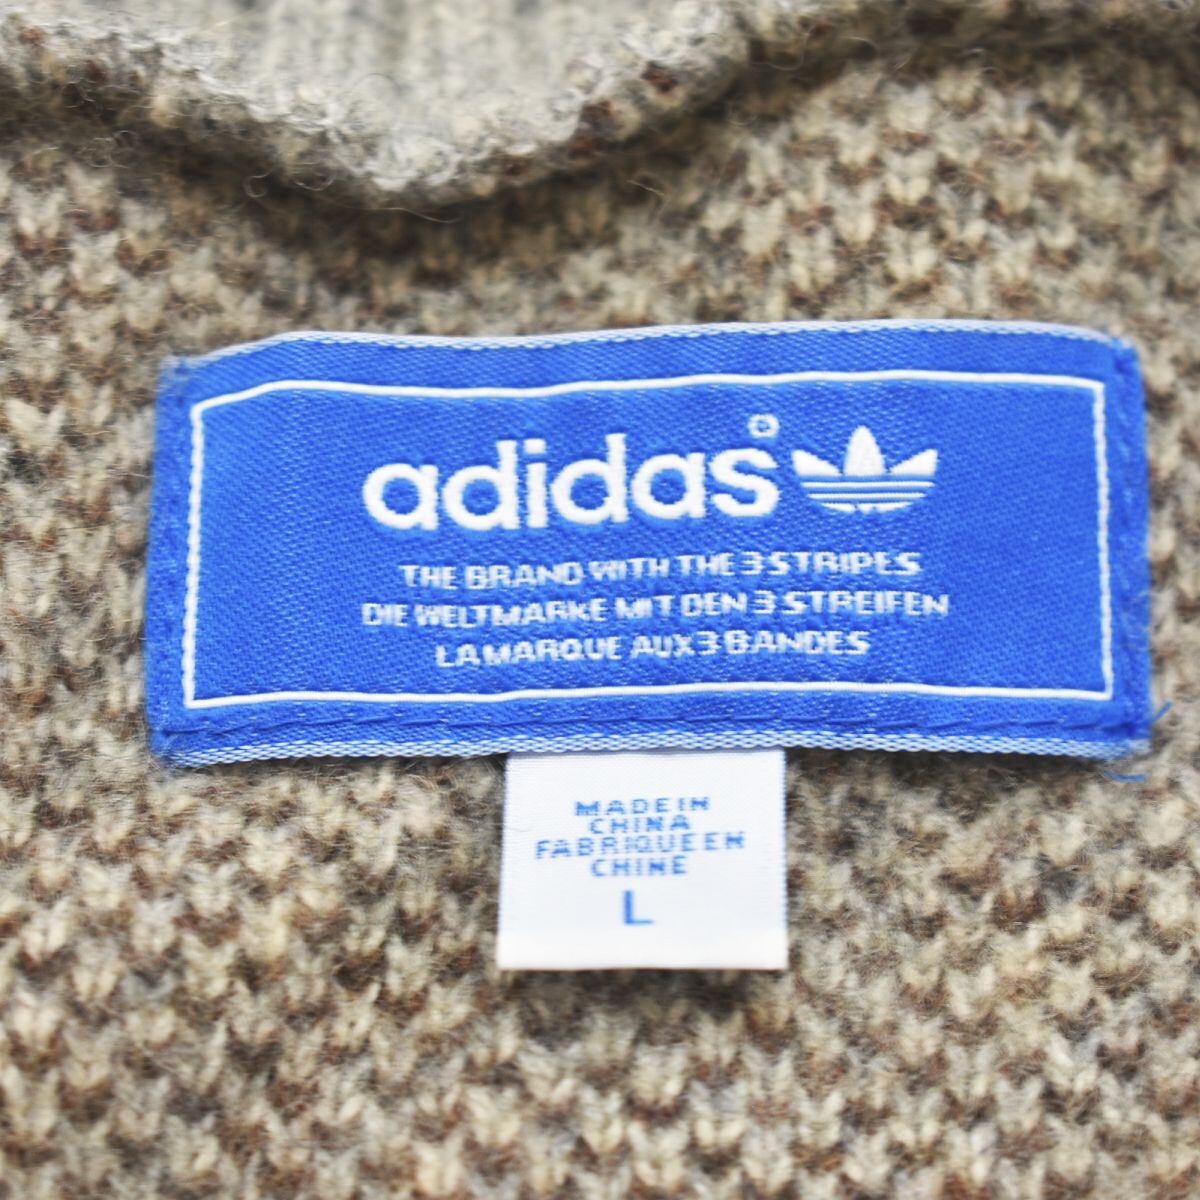 adidas
THE BRAND WITH THE 3 STRIPES
DIE WELTMARKE MIT DEN 3 STREIFEN
LA MARQUE AUX 3 BANDES
MADE IN
CHINA
FABRIQUE EN
CHINE
L